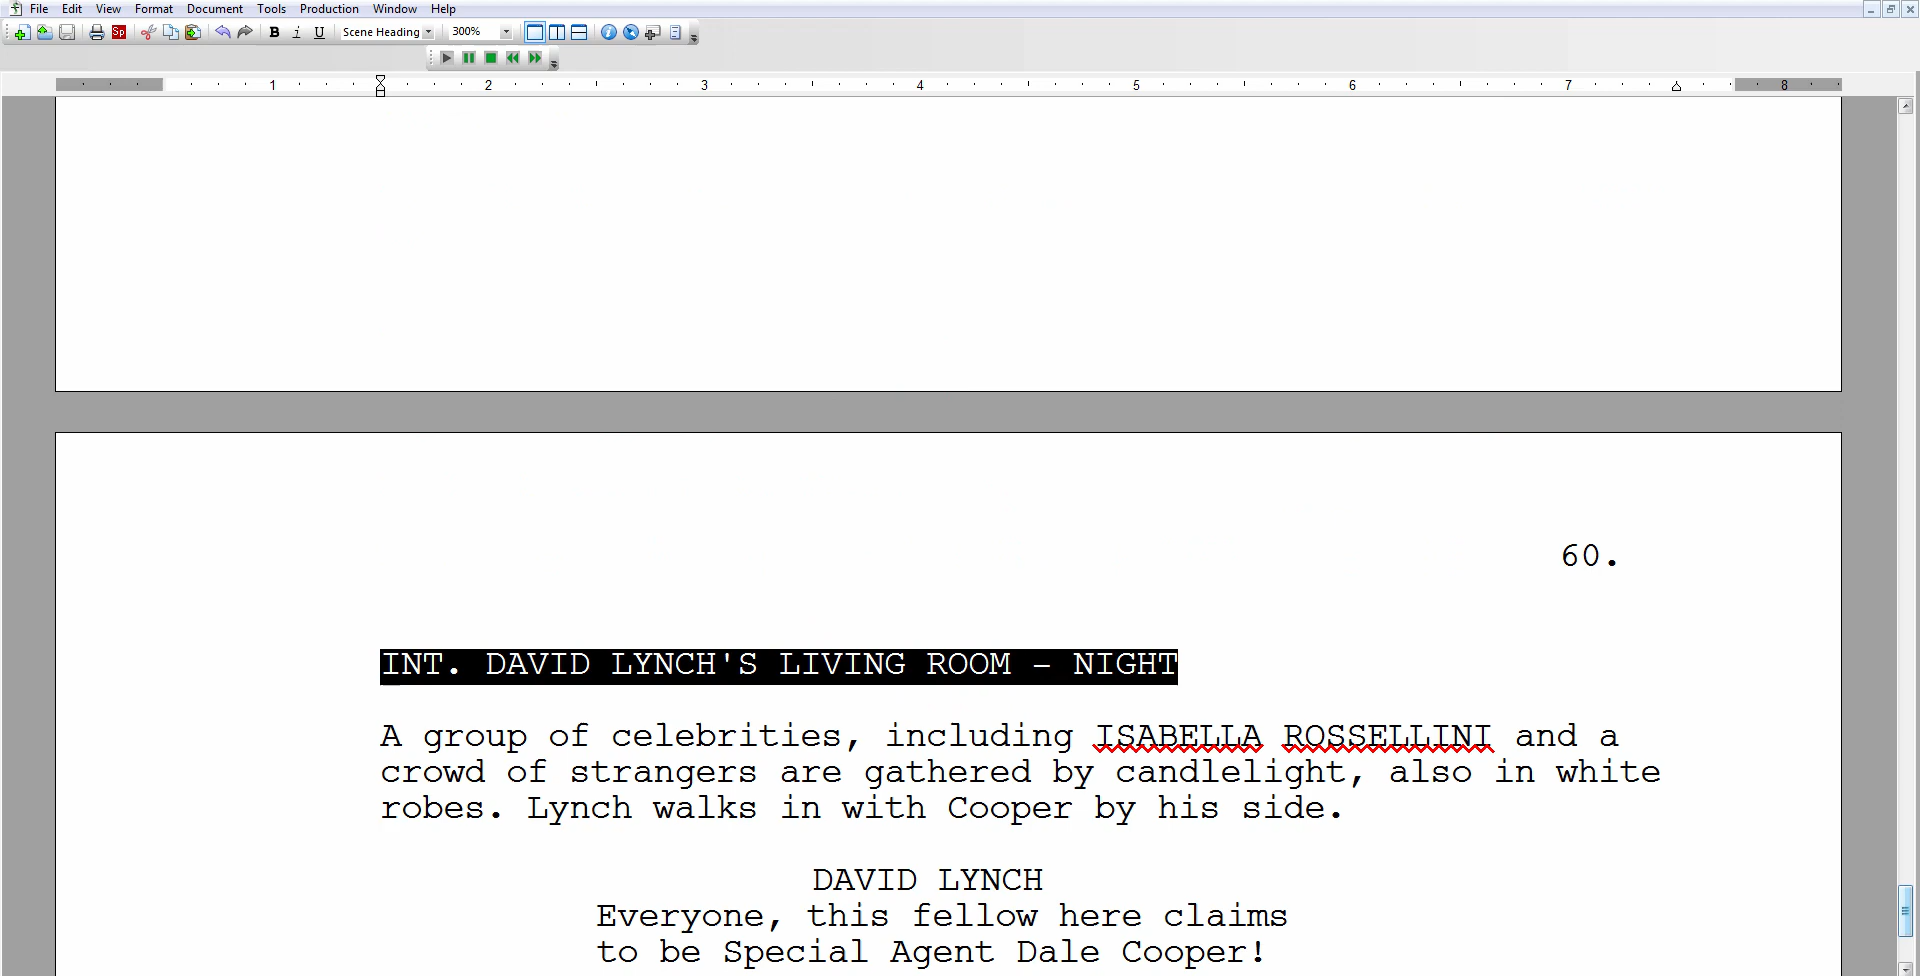 File Edit View Format Document Tools Production Window Help
Sp B i U Scene Heading 300%
1 2 3 4 5 6 7 8
60.
INT. DAVID LYNCH'S LIVING ROOM – NIGHT
A group of celebrities, including ISABELLA ROSSELLINI and a
crowd of strangers are gathered by candlelight, also in white
robes. Lynch walks in with Cooper by his side.
DAVID LYNCH
Everyone, this fellow here claims
to be Special Agent Dale Cooper!